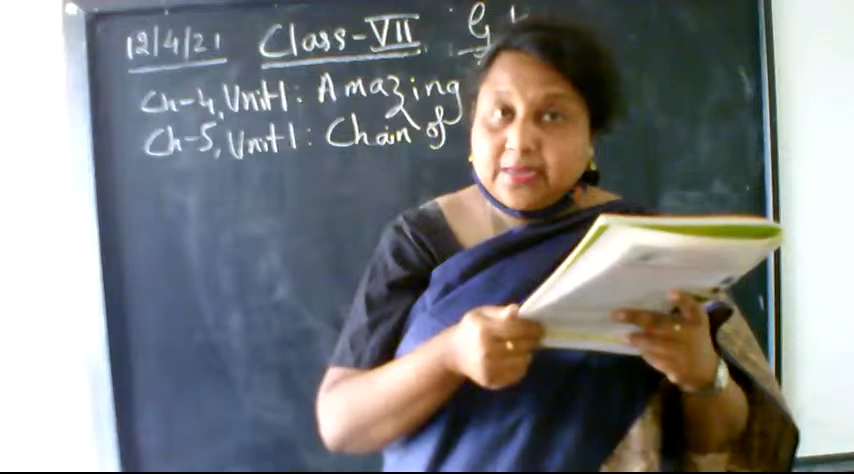 12/4/21 Class-VII G
Ch-4, Unit 1: Amazing
Ch-5, Unit 1: Chain of